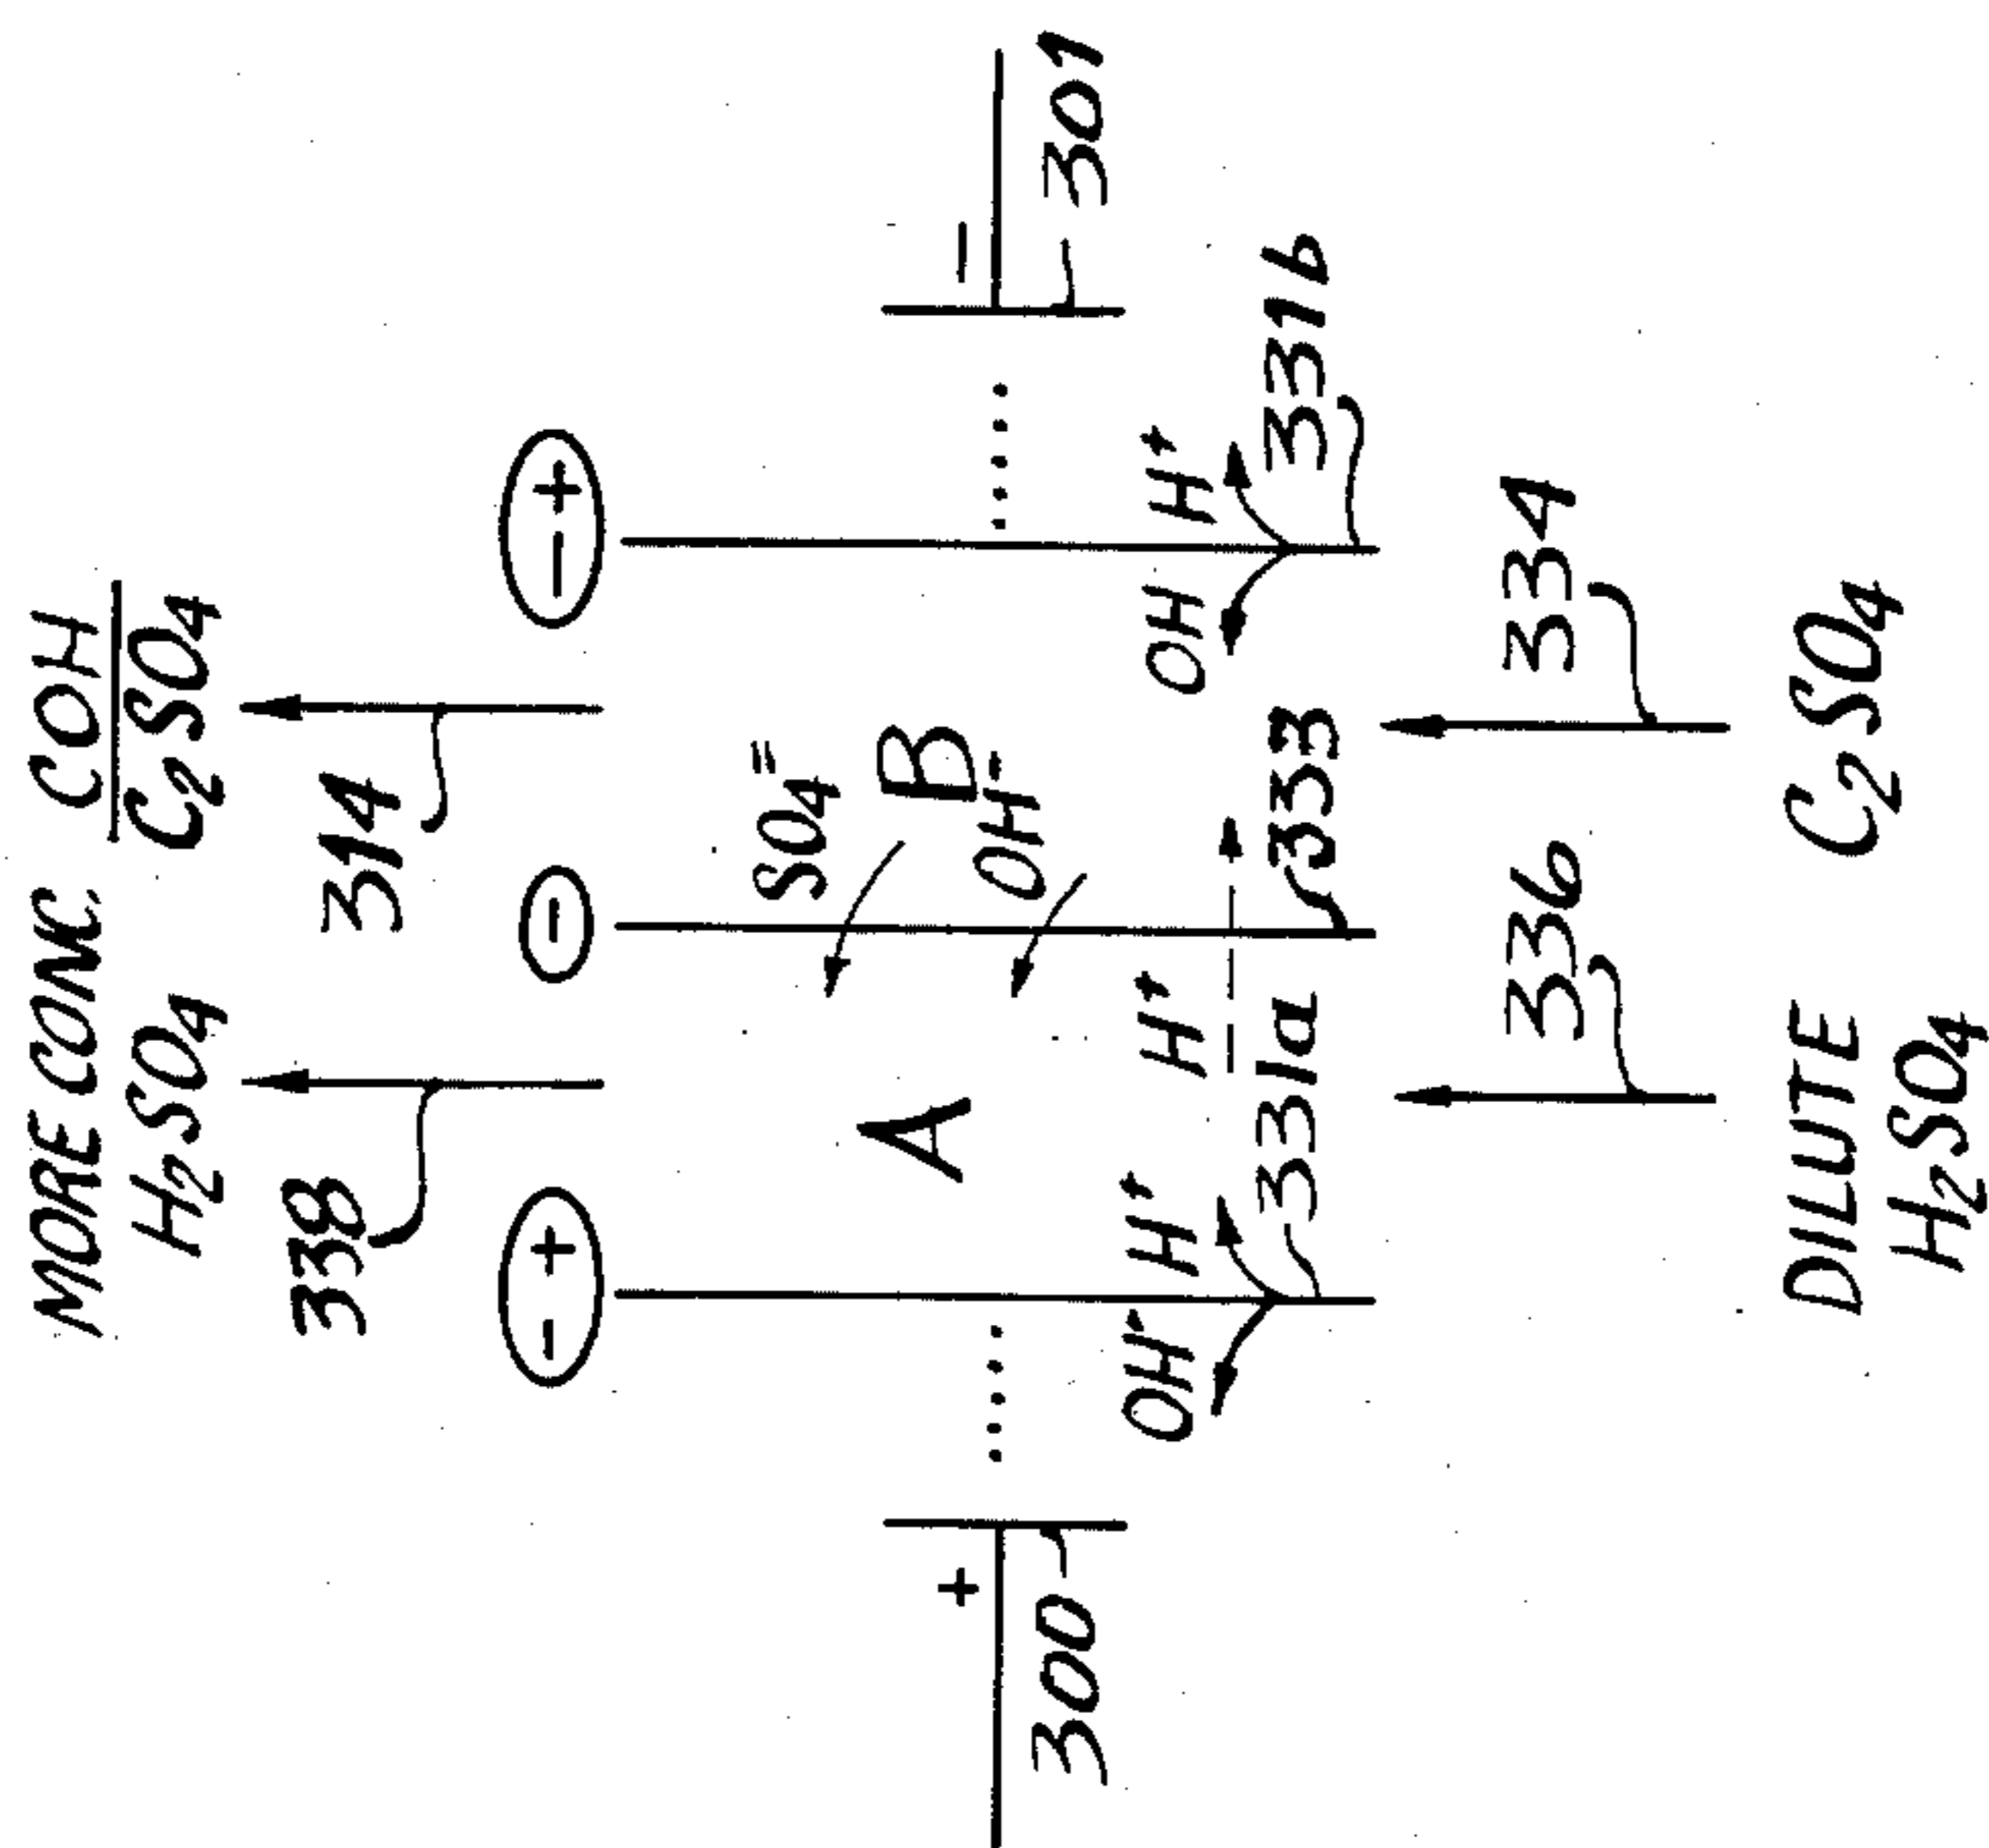 MORE CONC. COH
H₂SO₄ C₂SO₄
338 314
− + − − +
SO₄⁼
A B
+ −
OH⁻
300 301
OH⁻ H⁺ H⁺ OH H⁺
331a 333 331b
336 334
DILUTE C₂SO₄
H₂SO₄